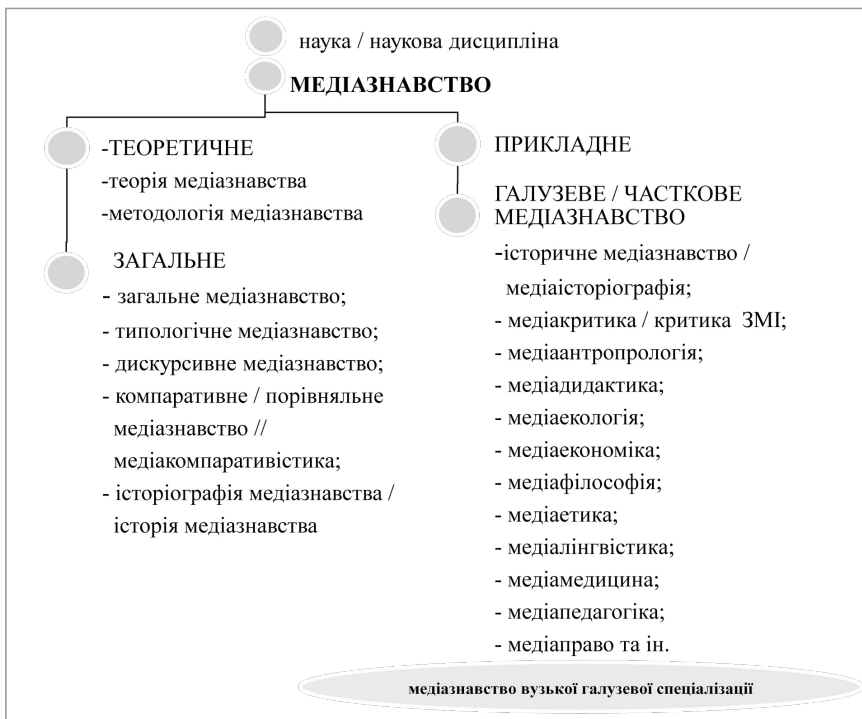 наука / наукова дисципліна
МЕДІАЗНАВСТВО
-ТЕОРЕТИЧНЕ
-теорія медіазнавства
-методологія медіазнавства
ЗАГАЛЬНЕ
- загальне медіазнавство;
- типологічне медіазнавство;
- дискурсивне медіазнавство;
- компаративне / порівняльне
медіазнавство //
медіакомпаративістика;
- історіографія медіазнавства /
історія медіазнавства
ПРИКЛАДНЕ
ГАЛУЗЕВЕ / ЧАСТКОВЕ
МЕДІАЗНАВСТВО
-історичне медіазнавство /
медіаісторіографія;
- медіакритика / критика ЗМІ;
- медіаантропрологія;
- медіадидактика;
- медіаекологія;
- медіаекономіка;
- медіафілософія;
- медіаетика;
- медіалінгвістика;
- медіамедицина;
- медіапедагогіка;
- медіаправо та ін.
медіазнавство вузької галузевої спеціалізації